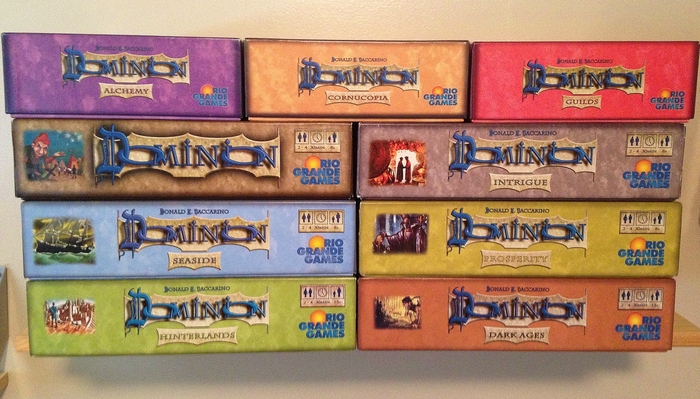 DONALD X. VACCARINO
DOMINION
ALCHEMY
RIO
GRANDE
GAMES
DONALD X. VACCARINO
DOMINION
CORNUCOPIA
RIO
GRANDE
GAMES
DONALD X. VACCARINO
DOMINION
GUILDS
RIO
GRANDE
GAMES
DOMINION
RIO
GRANDE
GAMES
DONALD X. VACCARINO
DOMINION
INTRIGUE
RIO
GRANDE
GAMES
DONALD X. VACCARINO
DOMINION
SEASIDE
RIO
GRANDE
GAMES
DONALD X. VACCARINO
DOMINION
PROSPERITY
RIO
GRANDE
GAMES
DONALD X. VACCARINO
DOMINION
HINTERLANDS
RIO
GRANDE
GAMES
DONALD X. VACCARINO
DOMINION
DARK AGES
RIO
GRANDE
GAMES